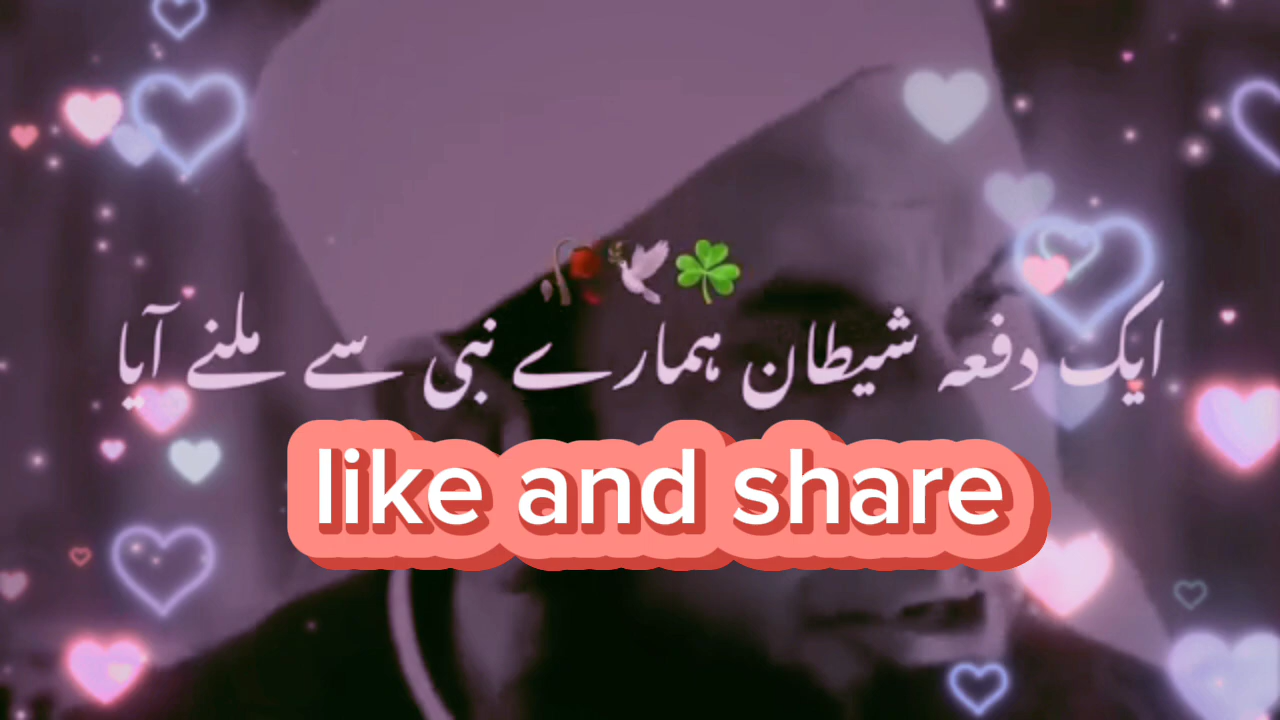 🥀🕊️☘️
ایک دفعہ شیطان ہمارے نبی سے ملنے آیا
like and share